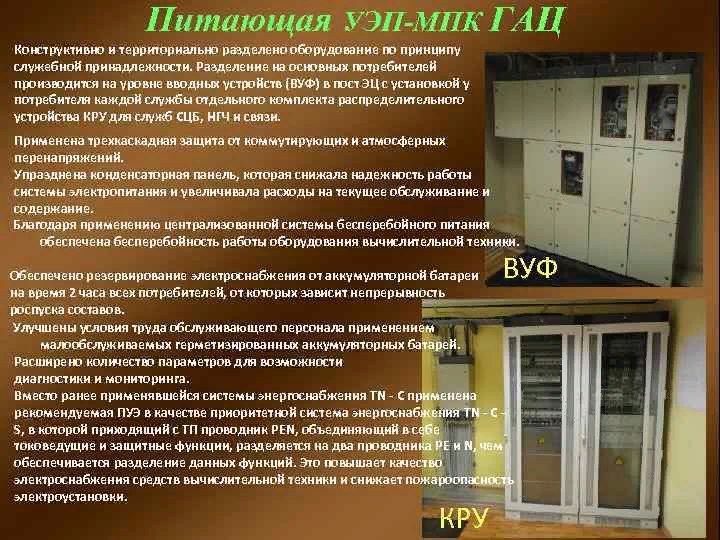 Питающая УЭП-МПК ГАЦ
Конструктивно и территориально разделено оборудование по принципу
служебной принадлежности. Разделение на основных потребителей
производится на уровне вводных устройств (ВУФ) в пост ЭЦ с установкой у
потребителя каждой службы отдельного комплекта распределительного
устройства КРУ для служб СЦБ, НГЧ и связи.
Применена трехкаскадная защита от коммутирующих и атмосферных
перенапряжений.
Упразднена конденсаторная панель, которая снижала надежность работы
системы электропитания и увеличивала расходы на текущее обслуживание и
содержание.
Благодаря применению централизованной системы бесперебойного питания
обеспечена бесперебойность работы оборудования вычислительной техники.
ВУФ
Обеспечено резервирование электроснабжения от аккумуляторной батареи
на время 2 часа всех потребителей, от которых зависит непрерывность
роспуска составов.
Улучшены условия труда обслуживающего персонала применением
малообслуживаемых герметизированных аккумуляторных батарей.
Расширено количество параметров для возможности
диагностики и мониторинга.
Вместо ранее применявшейся системы энергоснабжения TN - C применена
рекомендуемая ПУЭ в качестве приоритетной система энергоснабжения TN - C -
S, в которой приходящий с ТП проводник PEN, объединяющий в себе
токоведущие и защитные функции, разделяется на два проводника PE и N, чем
обеспечивается разделение данных функций. Это повышает качество
электроснабжения средств вычислительной техники и снижает пожароопасность
электроустановки.
КРУ